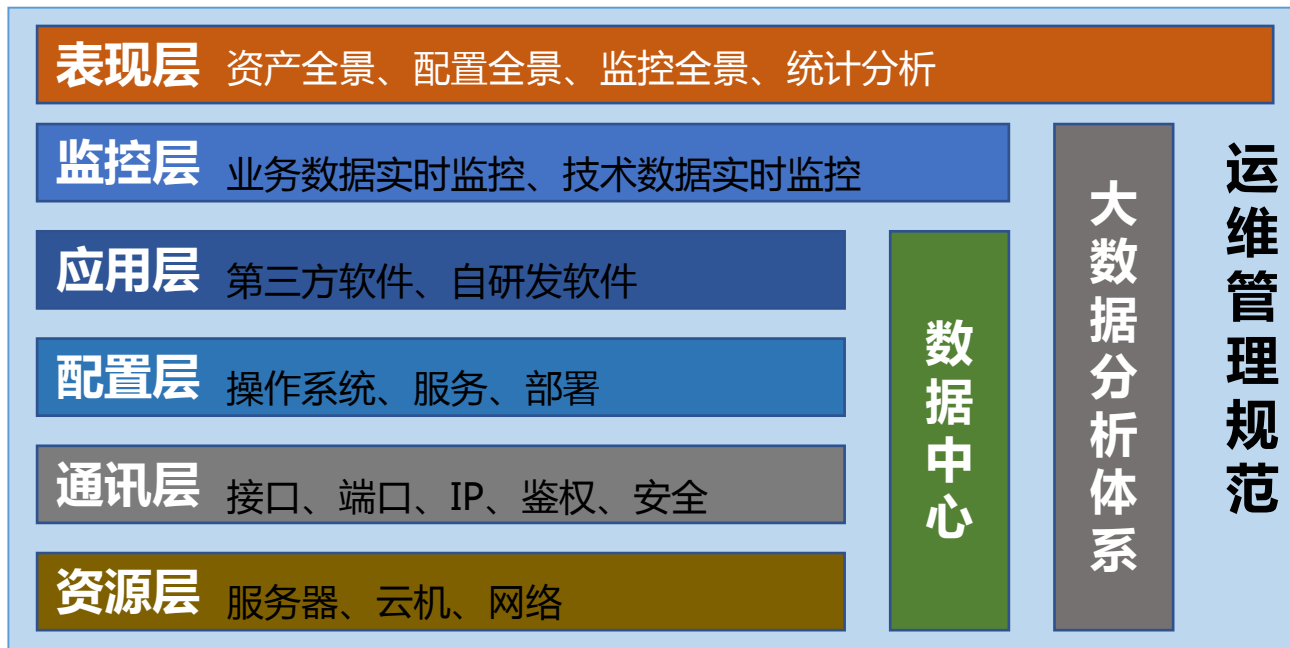 表现层 资产全景、配置全景、监控全景、统计分析
监控层 业务数据实时监控、技术数据实时监控
应用层 第三方软件、自研发软件
配置层 操作系统、服务、部署
通讯层 接口、端口、IP、鉴权、安全
资源层 服务器、云机、网络
数据中心
大数据分析体系
运维管理规范